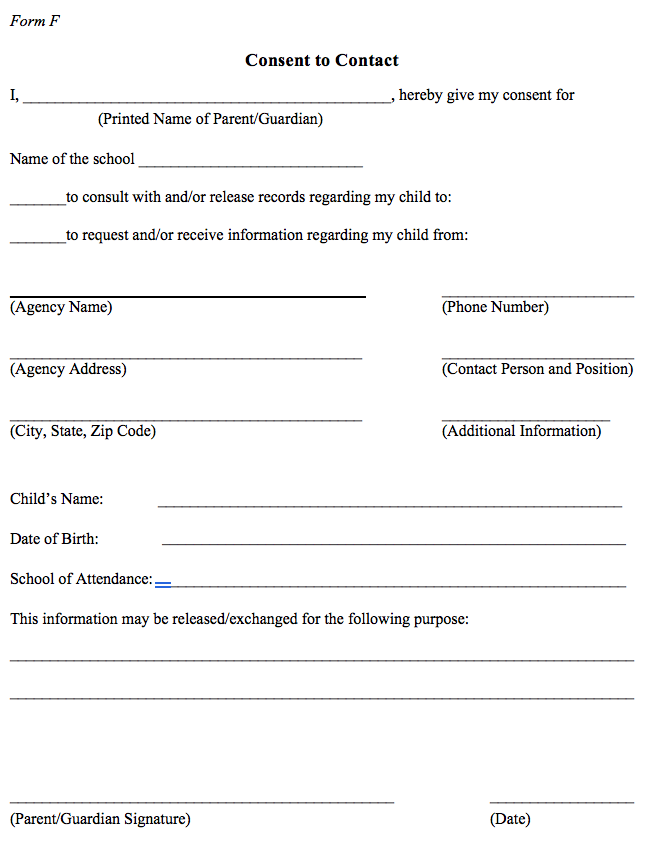 Form F
Consent to Contact
I, ______________________________________________, hereby give my consent for
(Printed Name of Parent/Guardian)
Name of the school ____________________________
_______to consult with and/or release records regarding my child to:
_______to request and/or receive information regarding my child from:
(Agency Name) (Phone Number)
(Agency Address) (Contact Person and Position)
(City, State, Zip Code) (Additional Information)
Child’s Name: __________________________________________________________
Date of Birth: __________________________________________________________
School of Attendance: __________________________________________________________
This information may be released/exchanged for the following purpose:
(Parent/Guardian Signature) (Date)